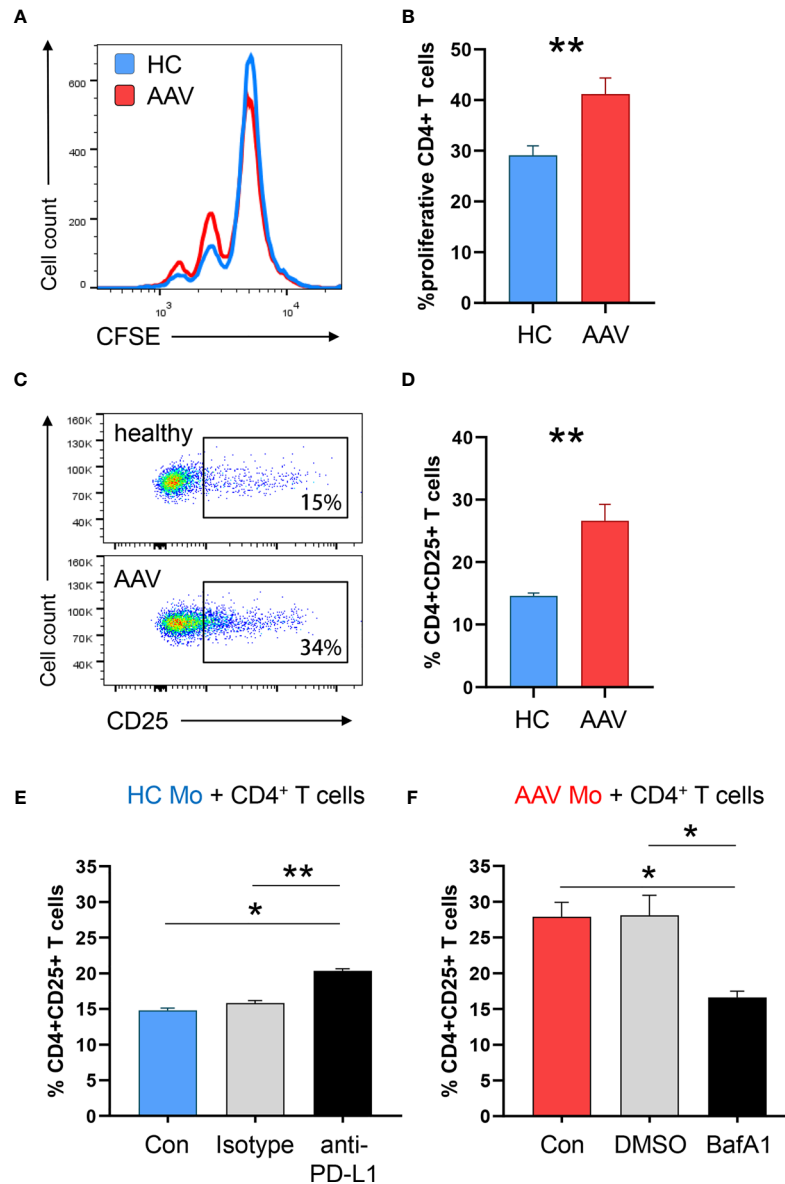 A
HC
AAV
Cell count
600
400
200
0
10³
10⁴
CFSE
B
**
%proliferative CD4+ T cells
50
40
30
20
10
0
HC
AAV
C
Cell count
160K
130K
100K
70K
40K
healthy
15%
160K
130K
100K
70K
40K
AAV
34%
CD25
D
**
% CD4+CD25+ T cells
40
30
20
10
0
HC
AAV
E
HC Mo + CD4⁺ T cells
**
*
% CD4+CD25+ T cells
35
30
25
20
15
10
5
0
Con
Isotype
anti-
PD-L1
F
AAV Mo + CD4⁺ T cells
*
*
% CD4+CD25+ T cells
35
30
25
20
15
10
5
0
Con
DMSO
BafA1